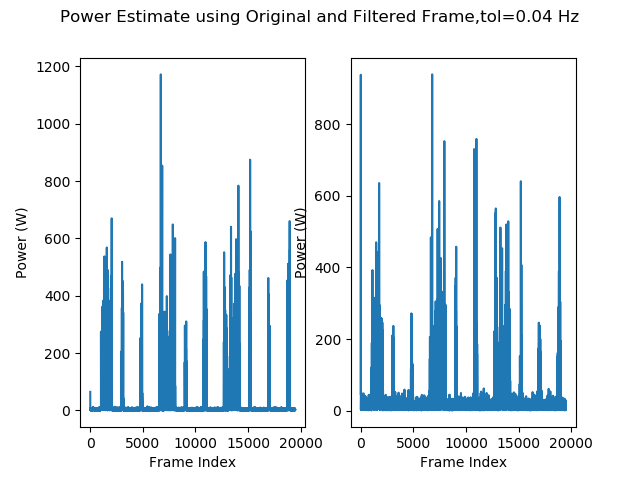 Power Estimate using Original and Filtered Frame,tol=0.04 Hz
1200
1000
800
600
400
200
0
Power (W)
0 5000 10000 15000 20000
Frame Index
800
600
400
200
0
Power (W)
0 5000 10000 15000 20000
Frame Index